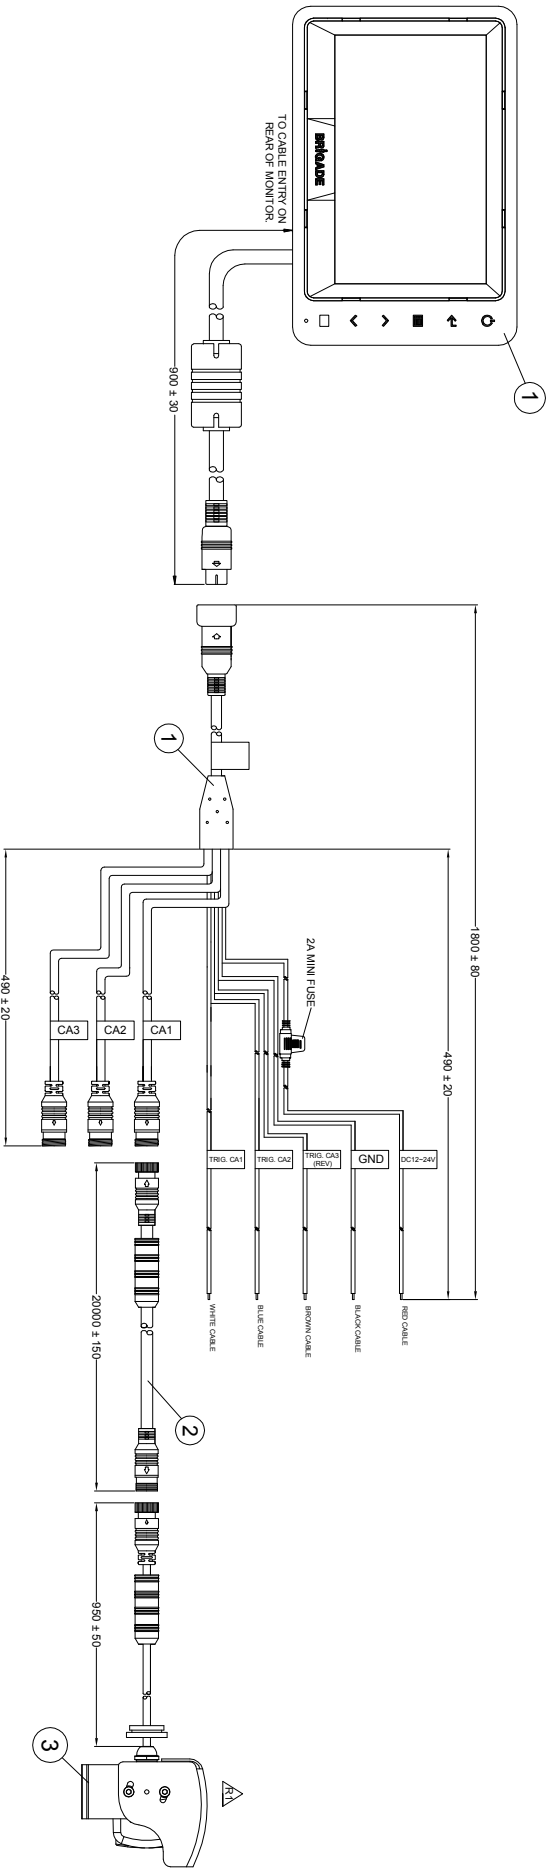 1
BRIGADE
TO CABLE ENTRY ON
REAR OF MONITOR.
900 ± 30
1
1800 ± 80
490 ± 20
490 ± 20
2A MINI FUSE
CA3
CA2
CA1
TRIG. CA1
TRIG. CA2
TRIG. CA3
(REV)
GND
DC12~24V
WHITE CABLE
BLUE CABLE
BROWN CABLE
BLACK CABLE
RED CABLE
20000 ± 150
2
950 ± 50
3
R1